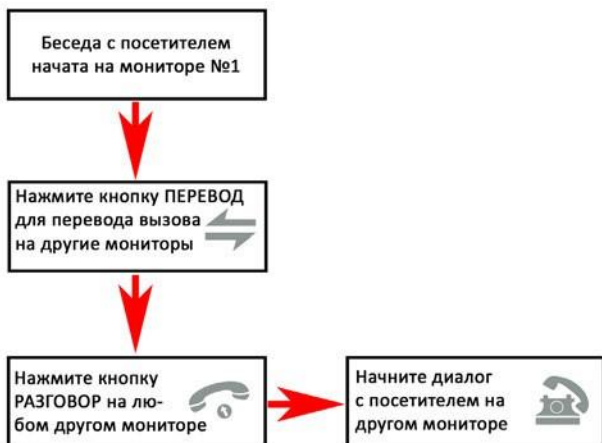 Беседа с посетителем
начата на мониторе №1
Нажмите кнопку ПЕРЕВОД
для перевода вызова
на другие мониторы
Нажмите кнопку
РАЗГОВОР на лю-
бом другом мониторе
Начните диалог
с посетителем на
другом мониторе